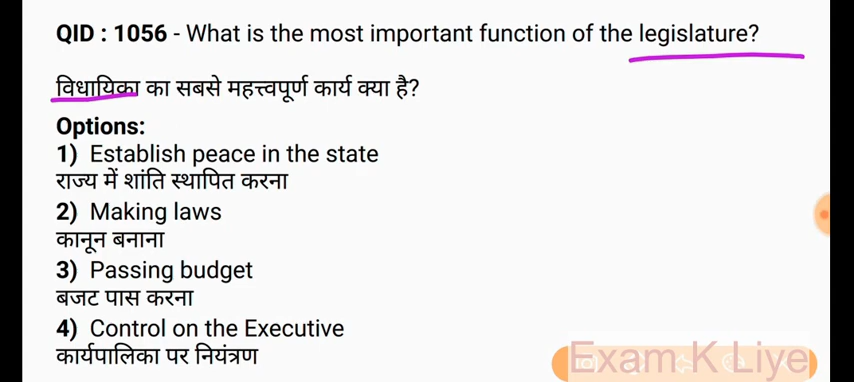 QID : 1056 - What is the most important function of the legislature?
विधायिका का सबसे महत्त्वपूर्ण कार्य क्या है?
Options:
1) Establish peace in the state
राज्य में शांति स्थापित करना
2) Making laws
कानून बनाना
3) Passing budget
बजट पास करना
4) Control on the Executive
कार्यपालिका पर नियंत्रण
Exam K Liye